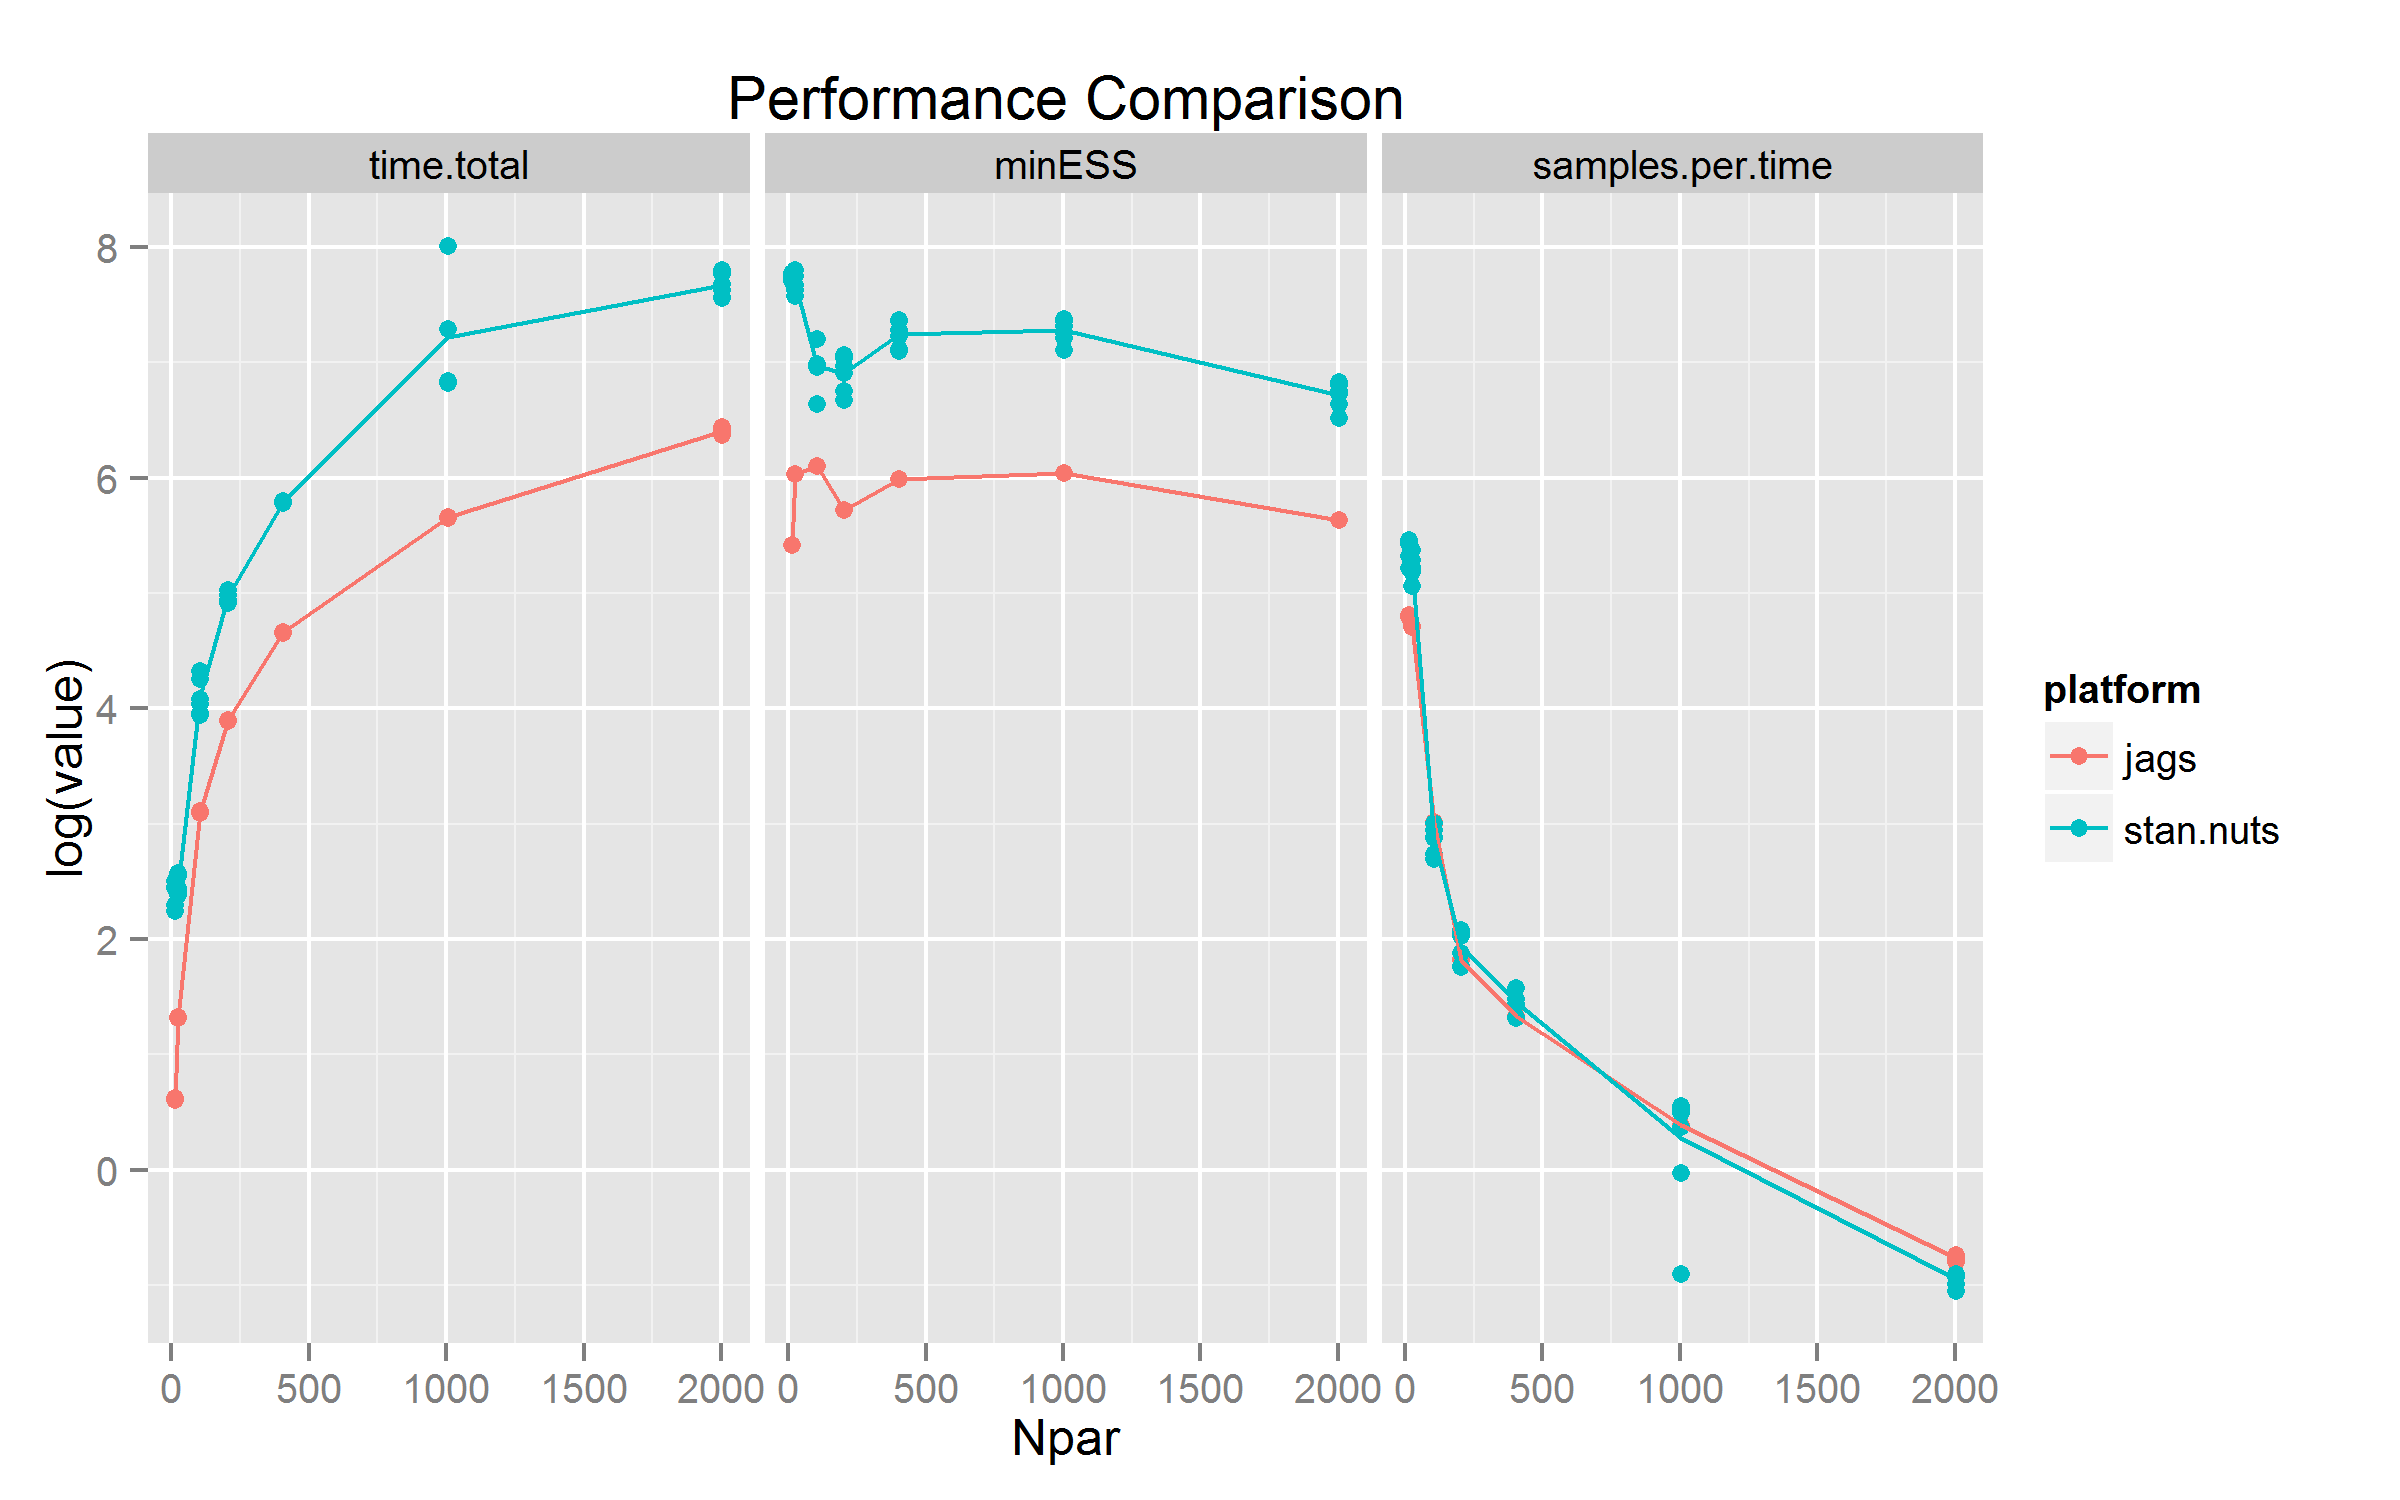 Performance Comparison
time.total
minESS
samples.per.time
log(value)
8
6
4
2
0
0 500 1000 1500 2000
0 500 1000 1500 2000
0 500 1000 1500 2000
Npar
platform
jags
stan.nuts